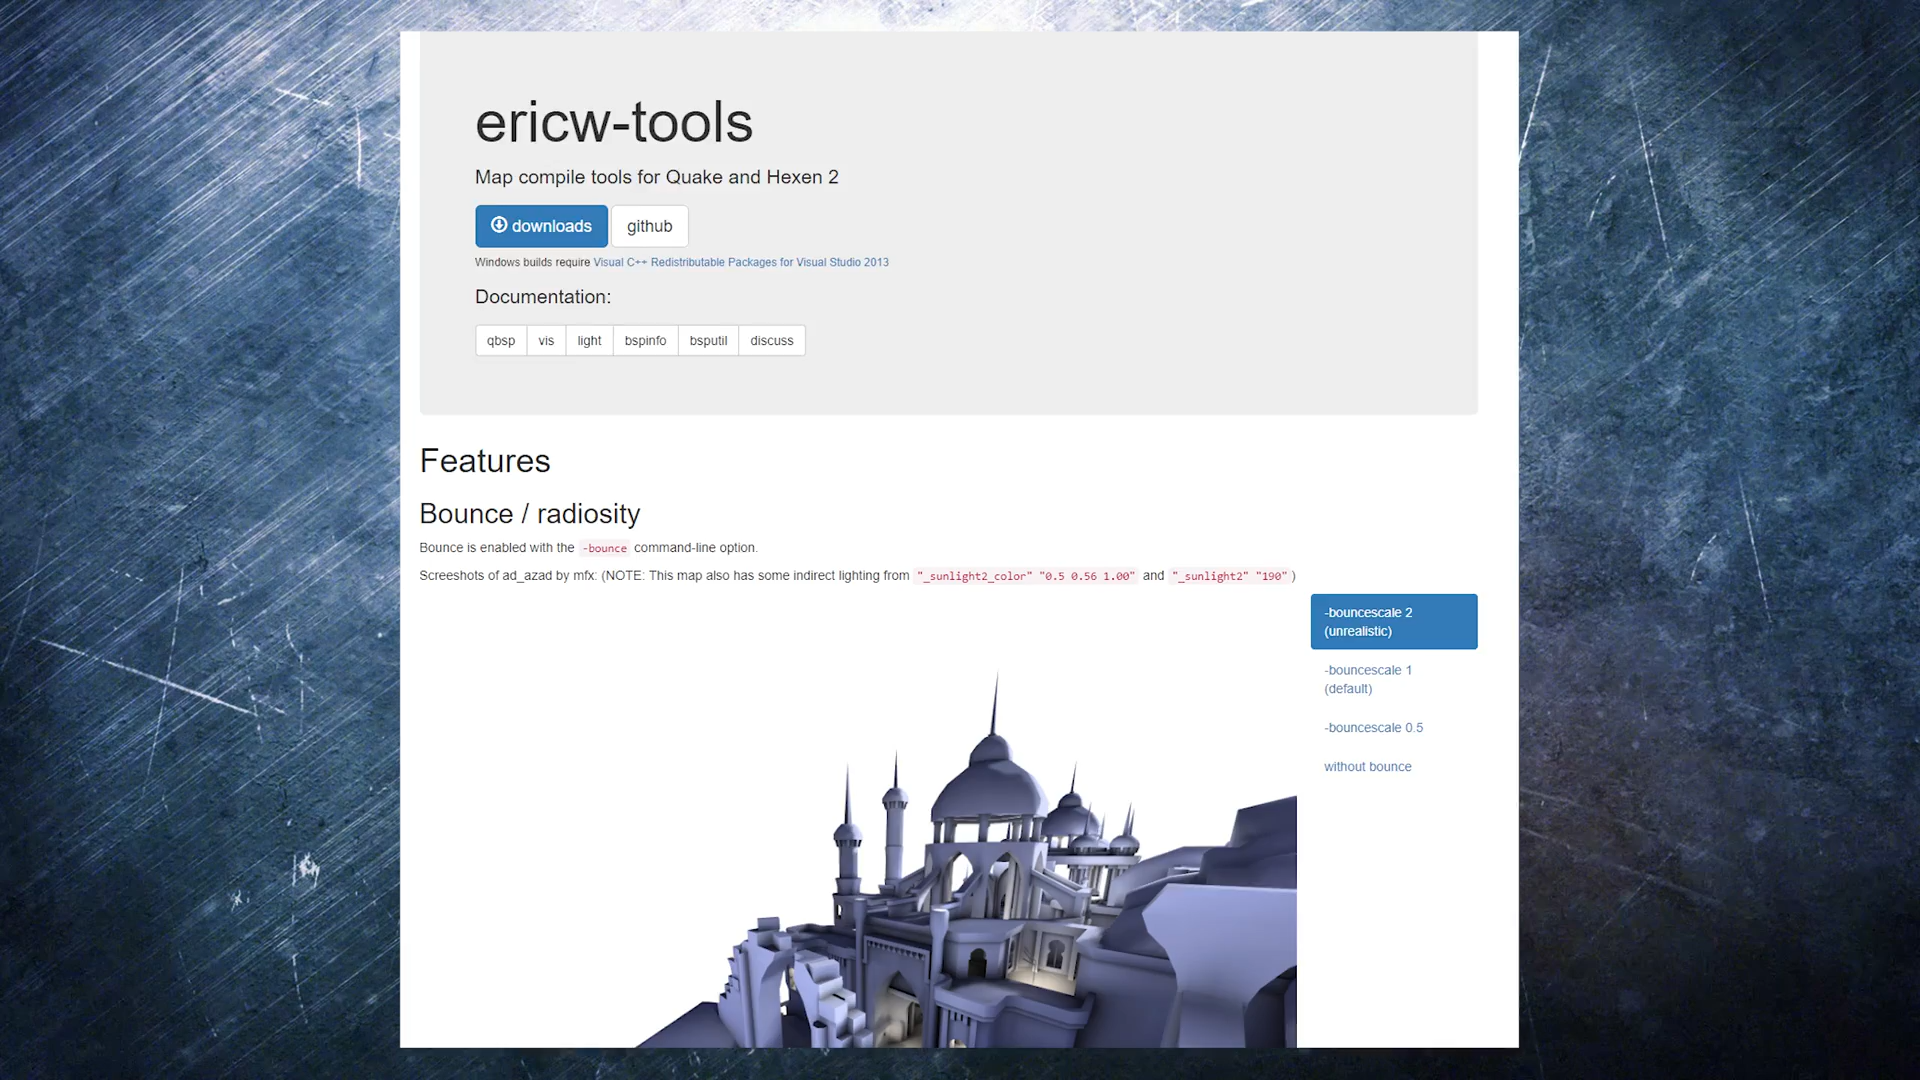 ericw-tools
Map compile tools for Quake and Hexen 2
downloads
github
Windows builds require Visual C++ Redistributable Packages for Visual Studio 2013
Documentation:
qbsp vis light bspinfo bsputil discuss
Features
Bounce / radiosity
Bounce is enabled with the -bounce command-line option.
Screeshots of ad_azad by mfx: (NOTE: This map also has some indirect lighting from "_sunlight2_color" "0.5 0.56 1.00" and "_sunlight2" "190")
-bouncescale 2
(unrealistic)
-bouncescale 1
(default)
-bouncescale 0.5
without bounce